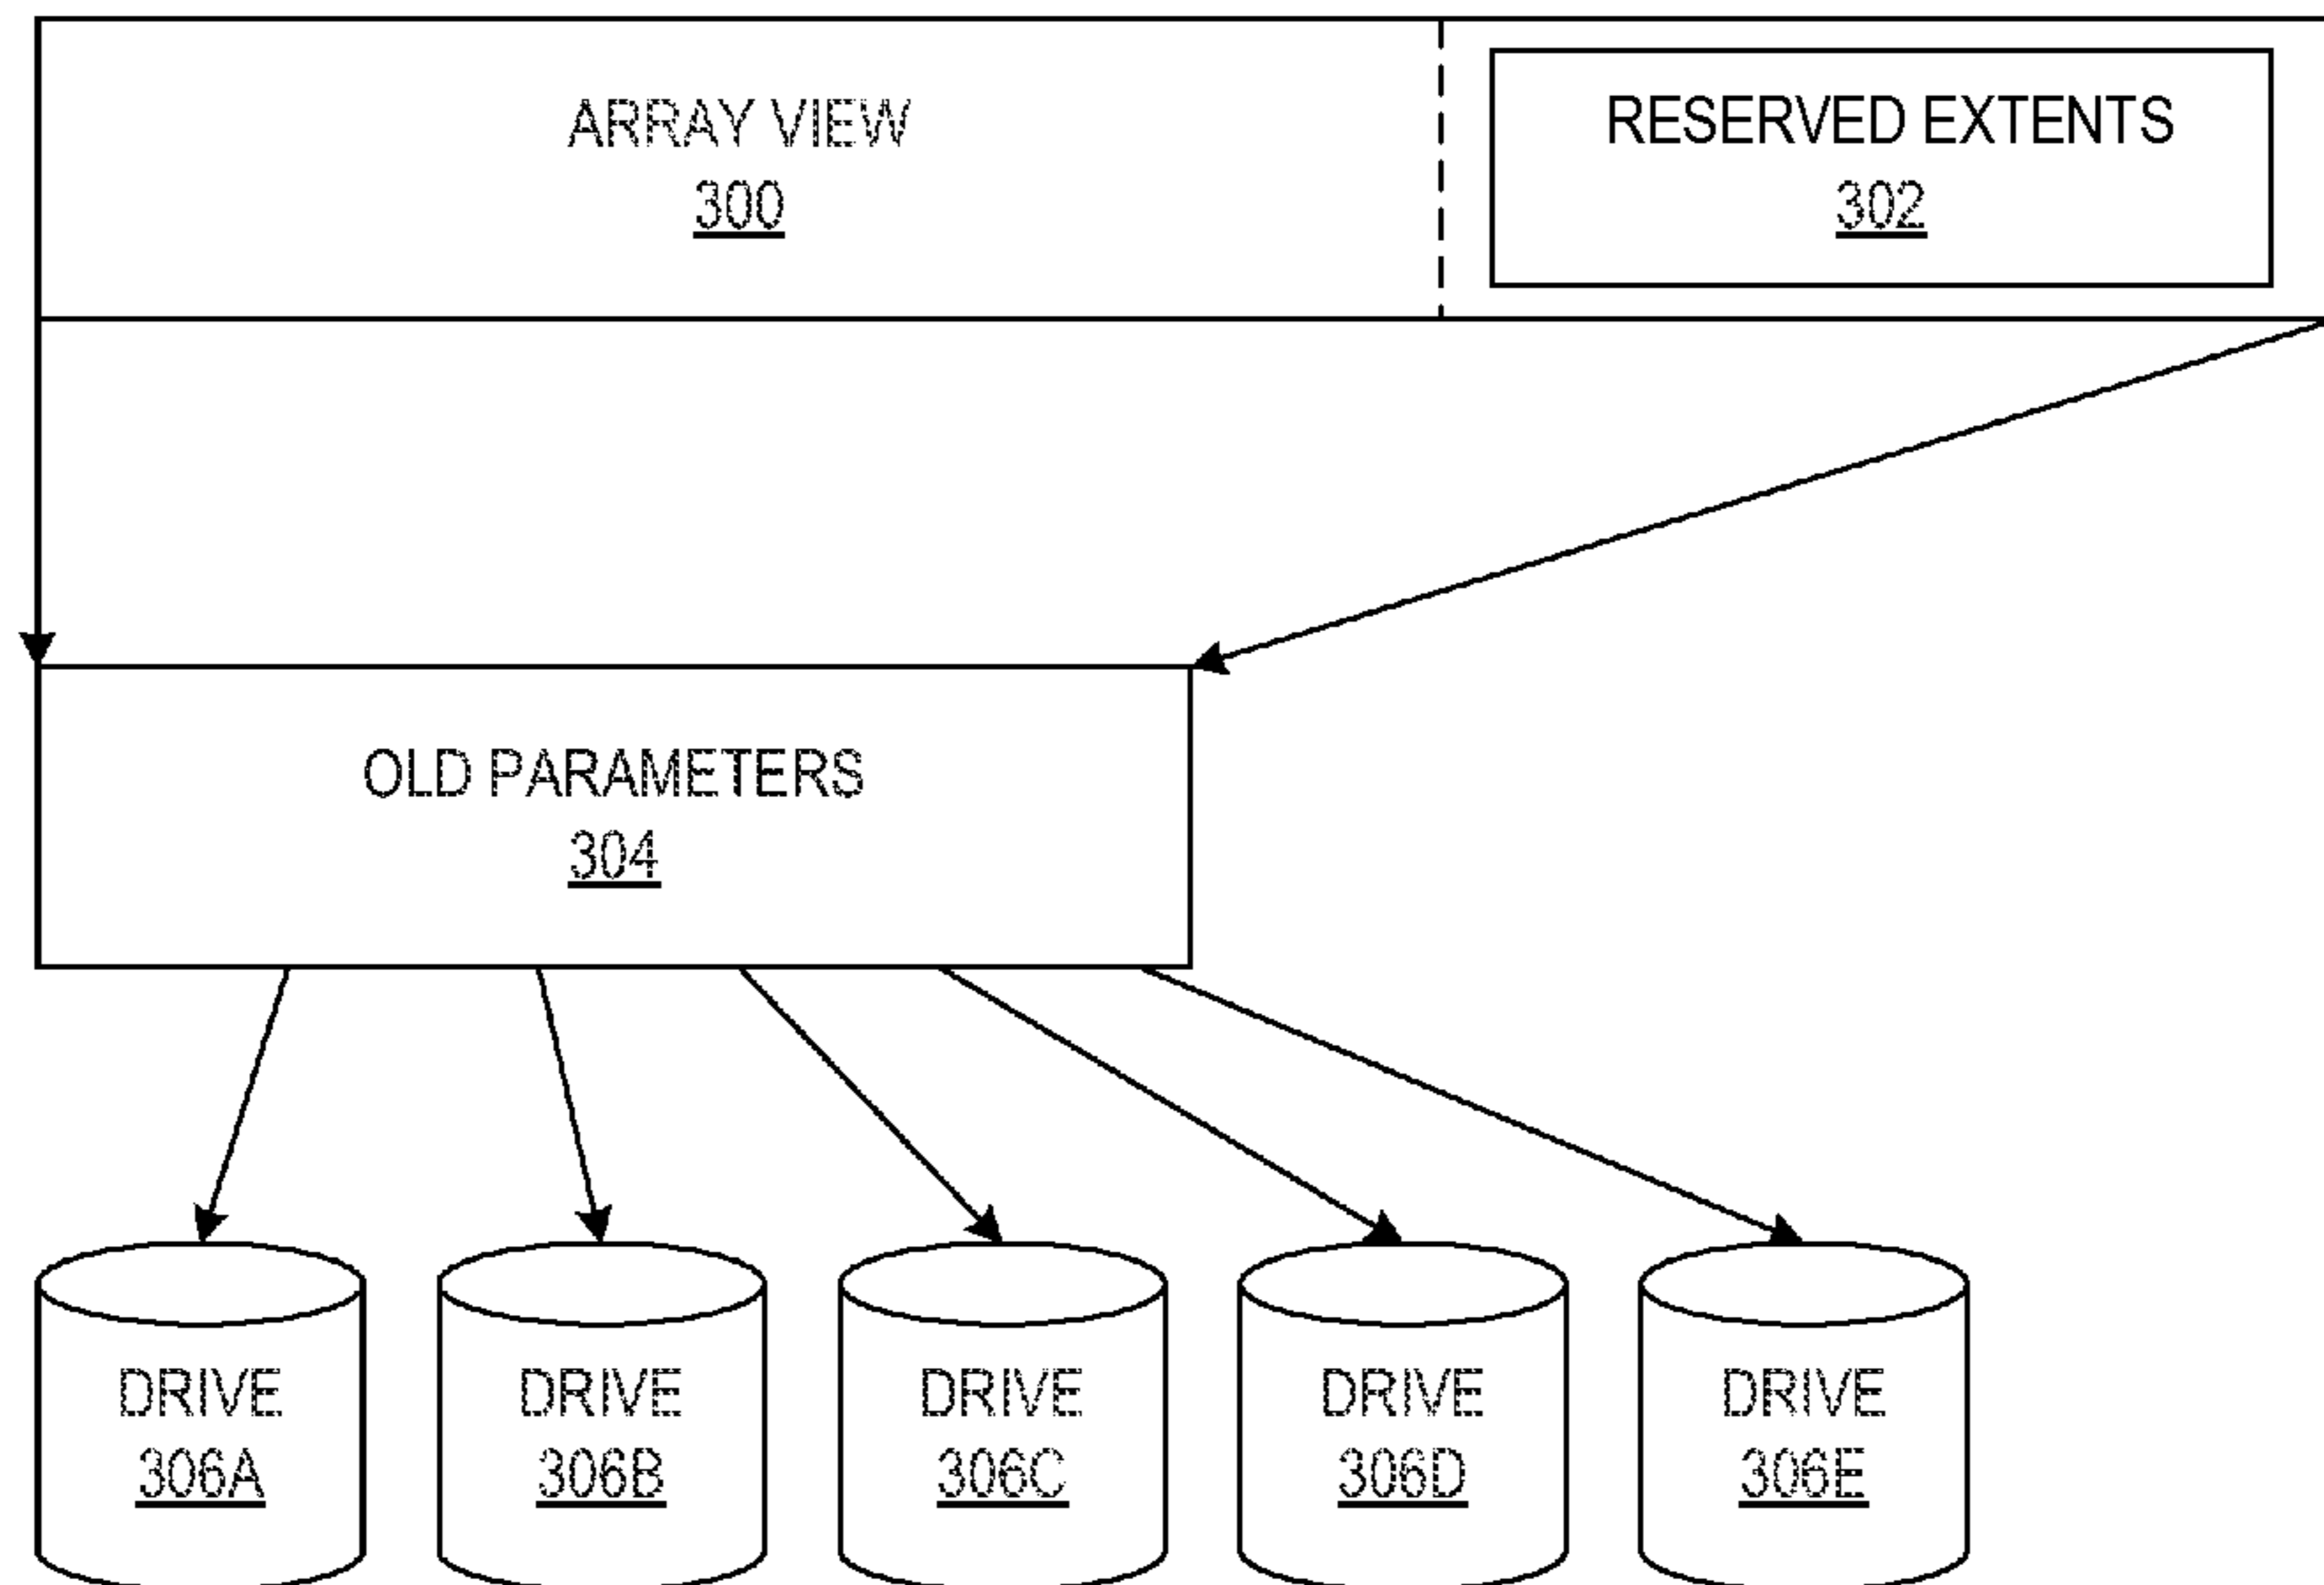 ARRAY VIEW
300
RESERVED EXTENTS
302
OLD PARAMETERS
304
DRIVE
306A
DRIVE
306B
DRIVE
306C
DRIVE
306D
DRIVE
306E